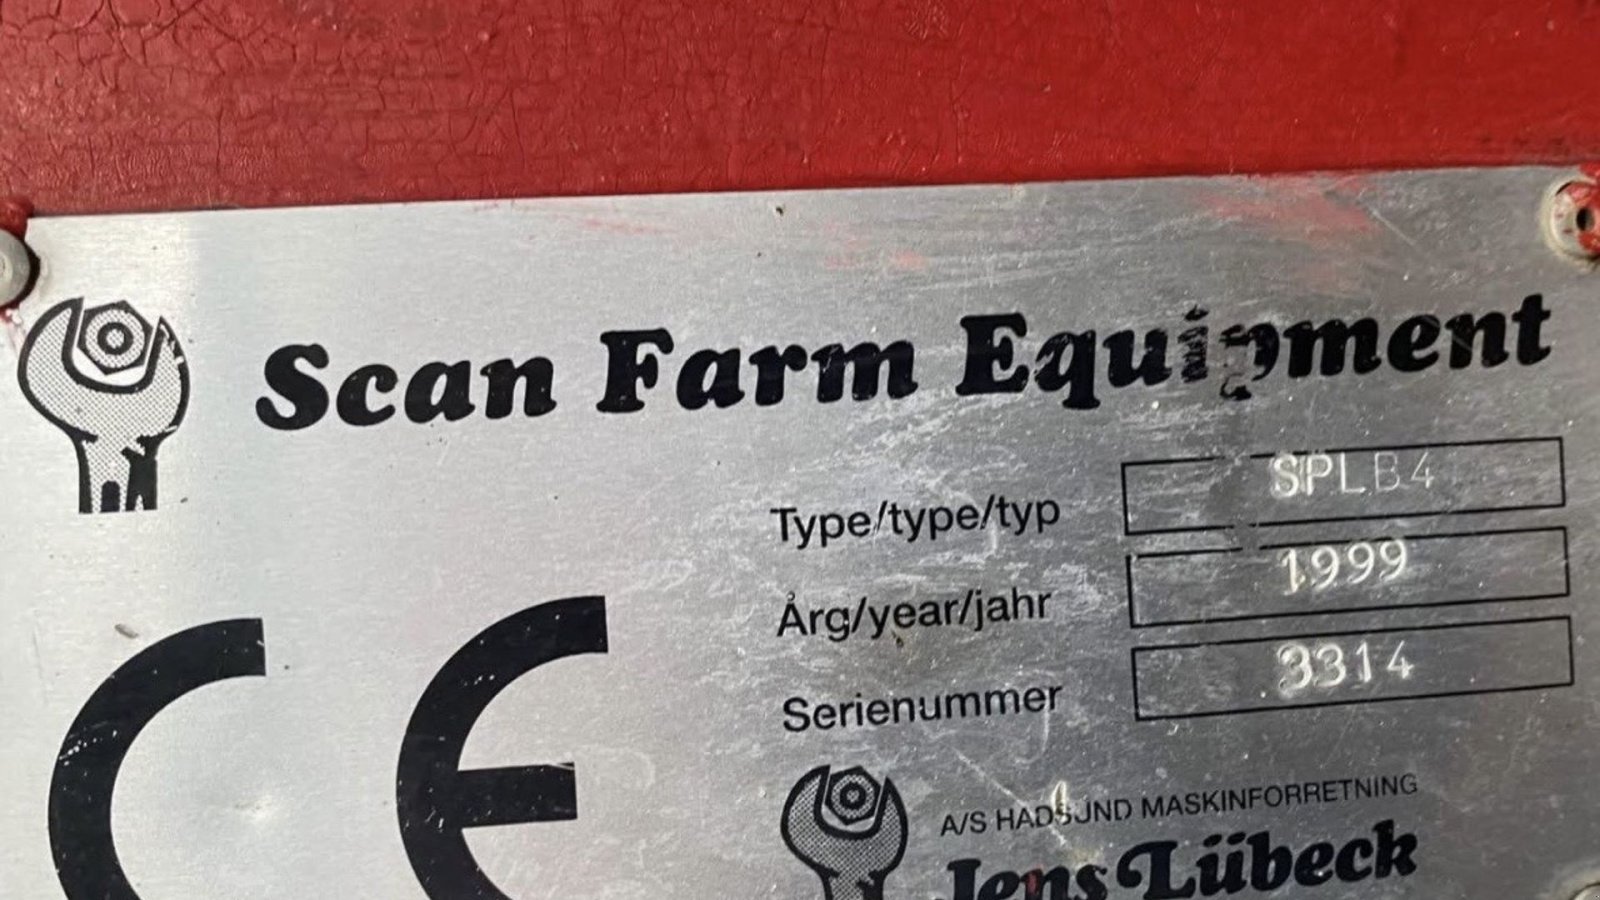 Scan Farm Equipment
Type/type/typ SPLB4
Årg/year/jahr 1999
Serienummer 3314
CE
A/S HADSUND MASKINFORRETNING
Jens Lübeck